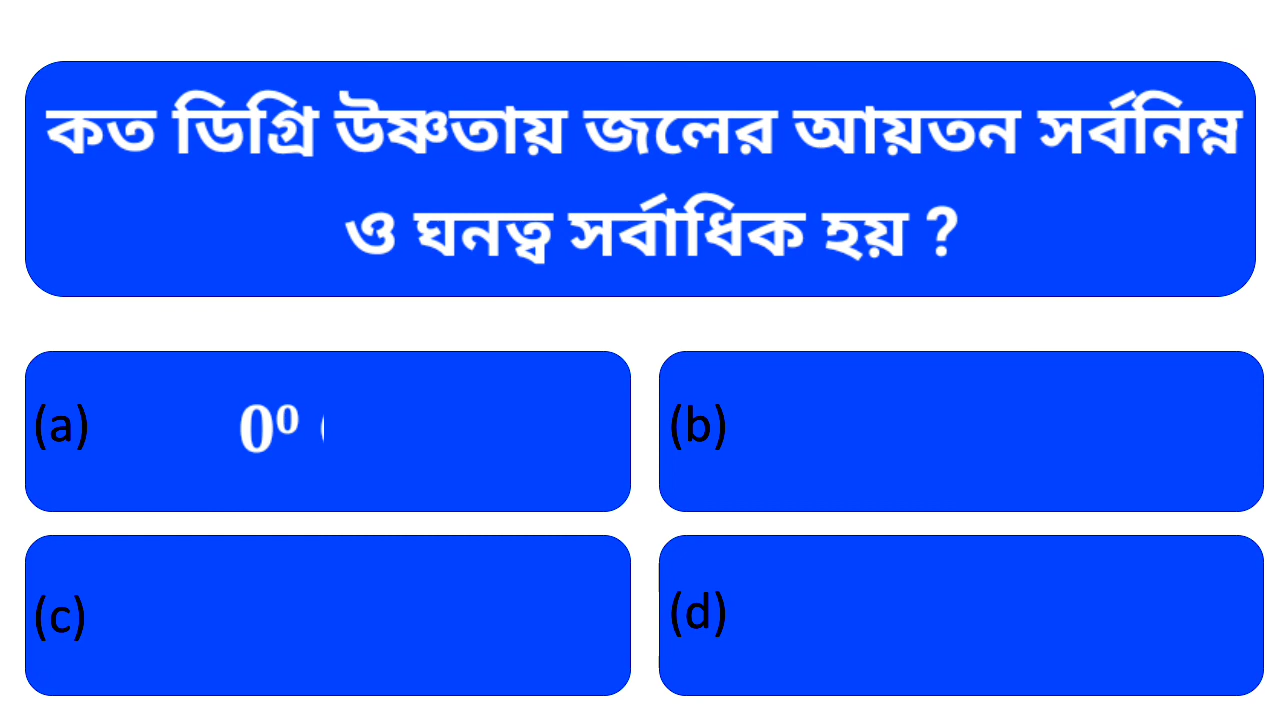 কত ডিগ্রি উষ্ণতায় জলের আয়তন সর্বনিম্ন
ও ঘনত্ব সর্বাধিক হয় ?
(a) 0⁰
(b)
(c)
(d)